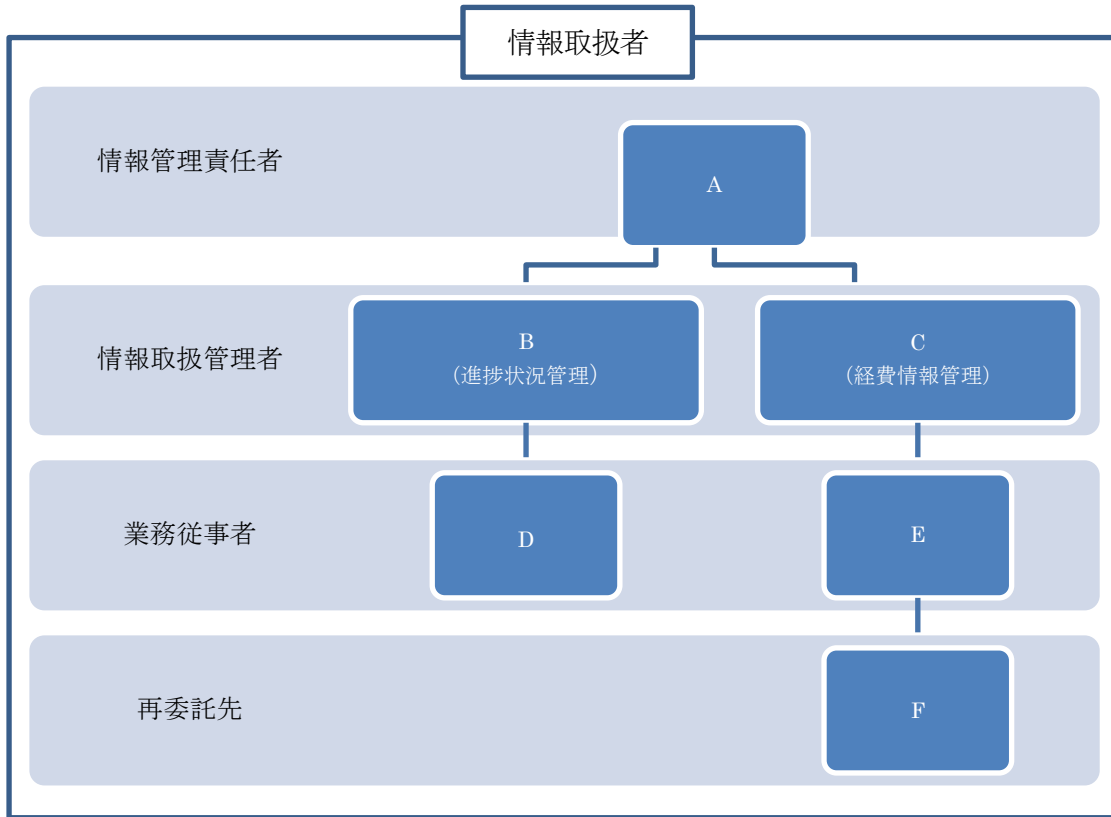 情報取扱者
情報管理責任者
A
情報取扱管理者
B
（進捗状況管理）
C
（経費情報管理）
業務従事者
D
E
再委託先
F